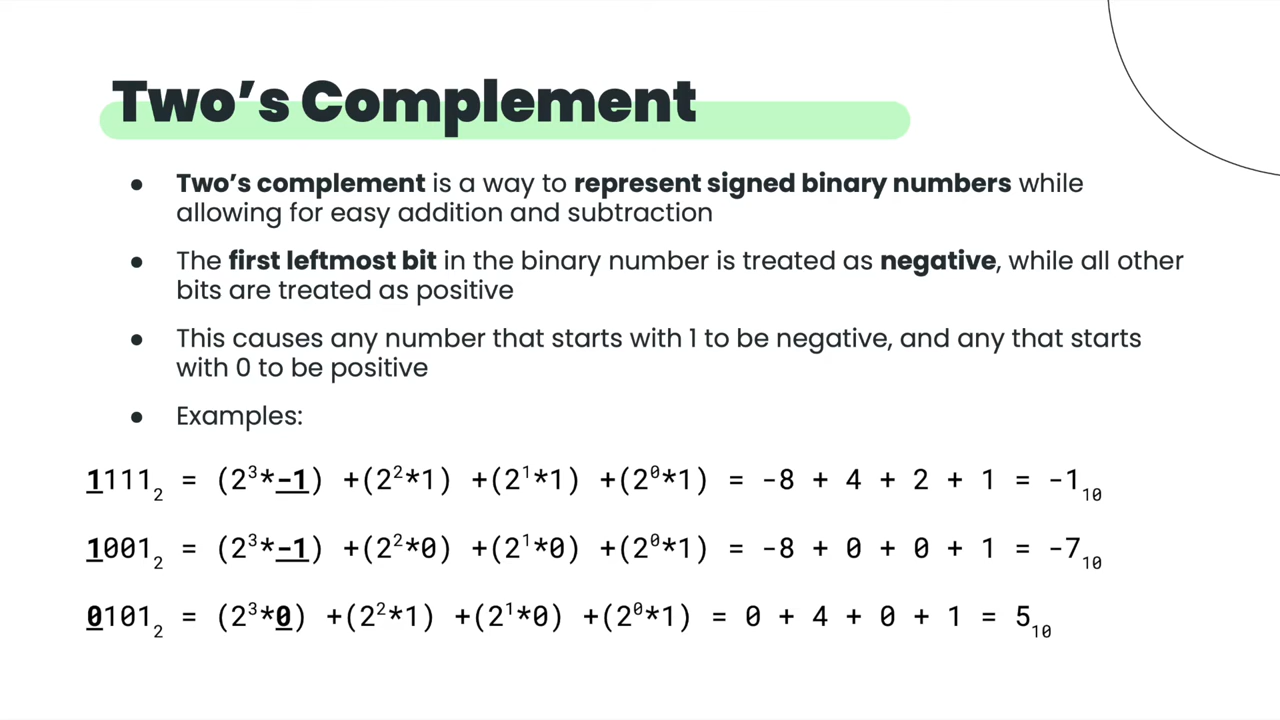 Two’s Complement
● Two’s complement is a way to represent signed binary numbers while
allowing for easy addition and subtraction
● The first leftmost bit in the binary number is treated as negative, while all other
bits are treated as positive
● This causes any number that starts with 1 to be negative, and any that starts
with 0 to be positive
● Examples:
1111₂ = (2³*-1) +(2²*1) +(2¹*1) +(2⁰*1) = -8 + 4 + 2 + 1 = -1₁₀
1001₂ = (2³*-1) +(2²*0) +(2¹*0) +(2⁰*1) = -8 + 0 + 0 + 1 = -7₁₀
0101₂ = (2³*0) +(2²*1) +(2¹*0) +(2⁰*1) = 0 + 4 + 0 + 1 = 5₁₀